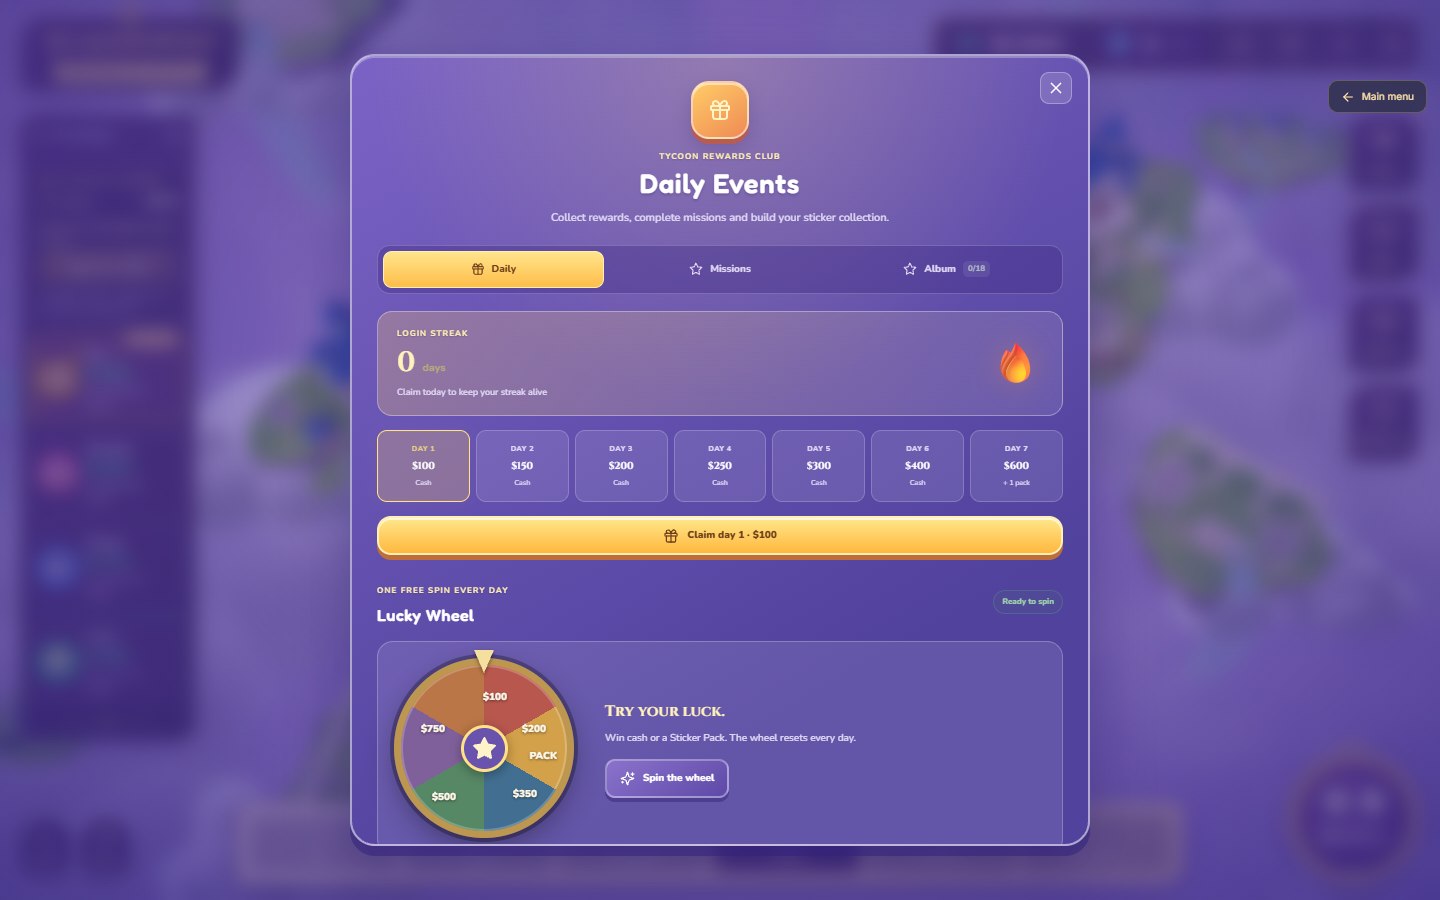 Main menu
TYCOON REWARDS CLUB
Daily Events
Collect rewards, complete missions and build your sticker collection.
Daily
Missions
Album 0/18
LOGIN STREAK
0 days
Claim today to keep your streak alive
DAY 1
$100
Cash
DAY 2
$150
Cash
DAY 3
$200
Cash
DAY 4
$250
Cash
DAY 5
$300
Cash
DAY 6
$400
Cash
DAY 7
$600
+ 1 pack
Claim day 1 · $100
ONE FREE SPIN EVERY DAY
Lucky Wheel
Ready to spin
$100
$200
PACK
$350
$500
$750
TRY YOUR LUCK.
Win cash or a Sticker Pack. The wheel resets every day.
Spin the wheel